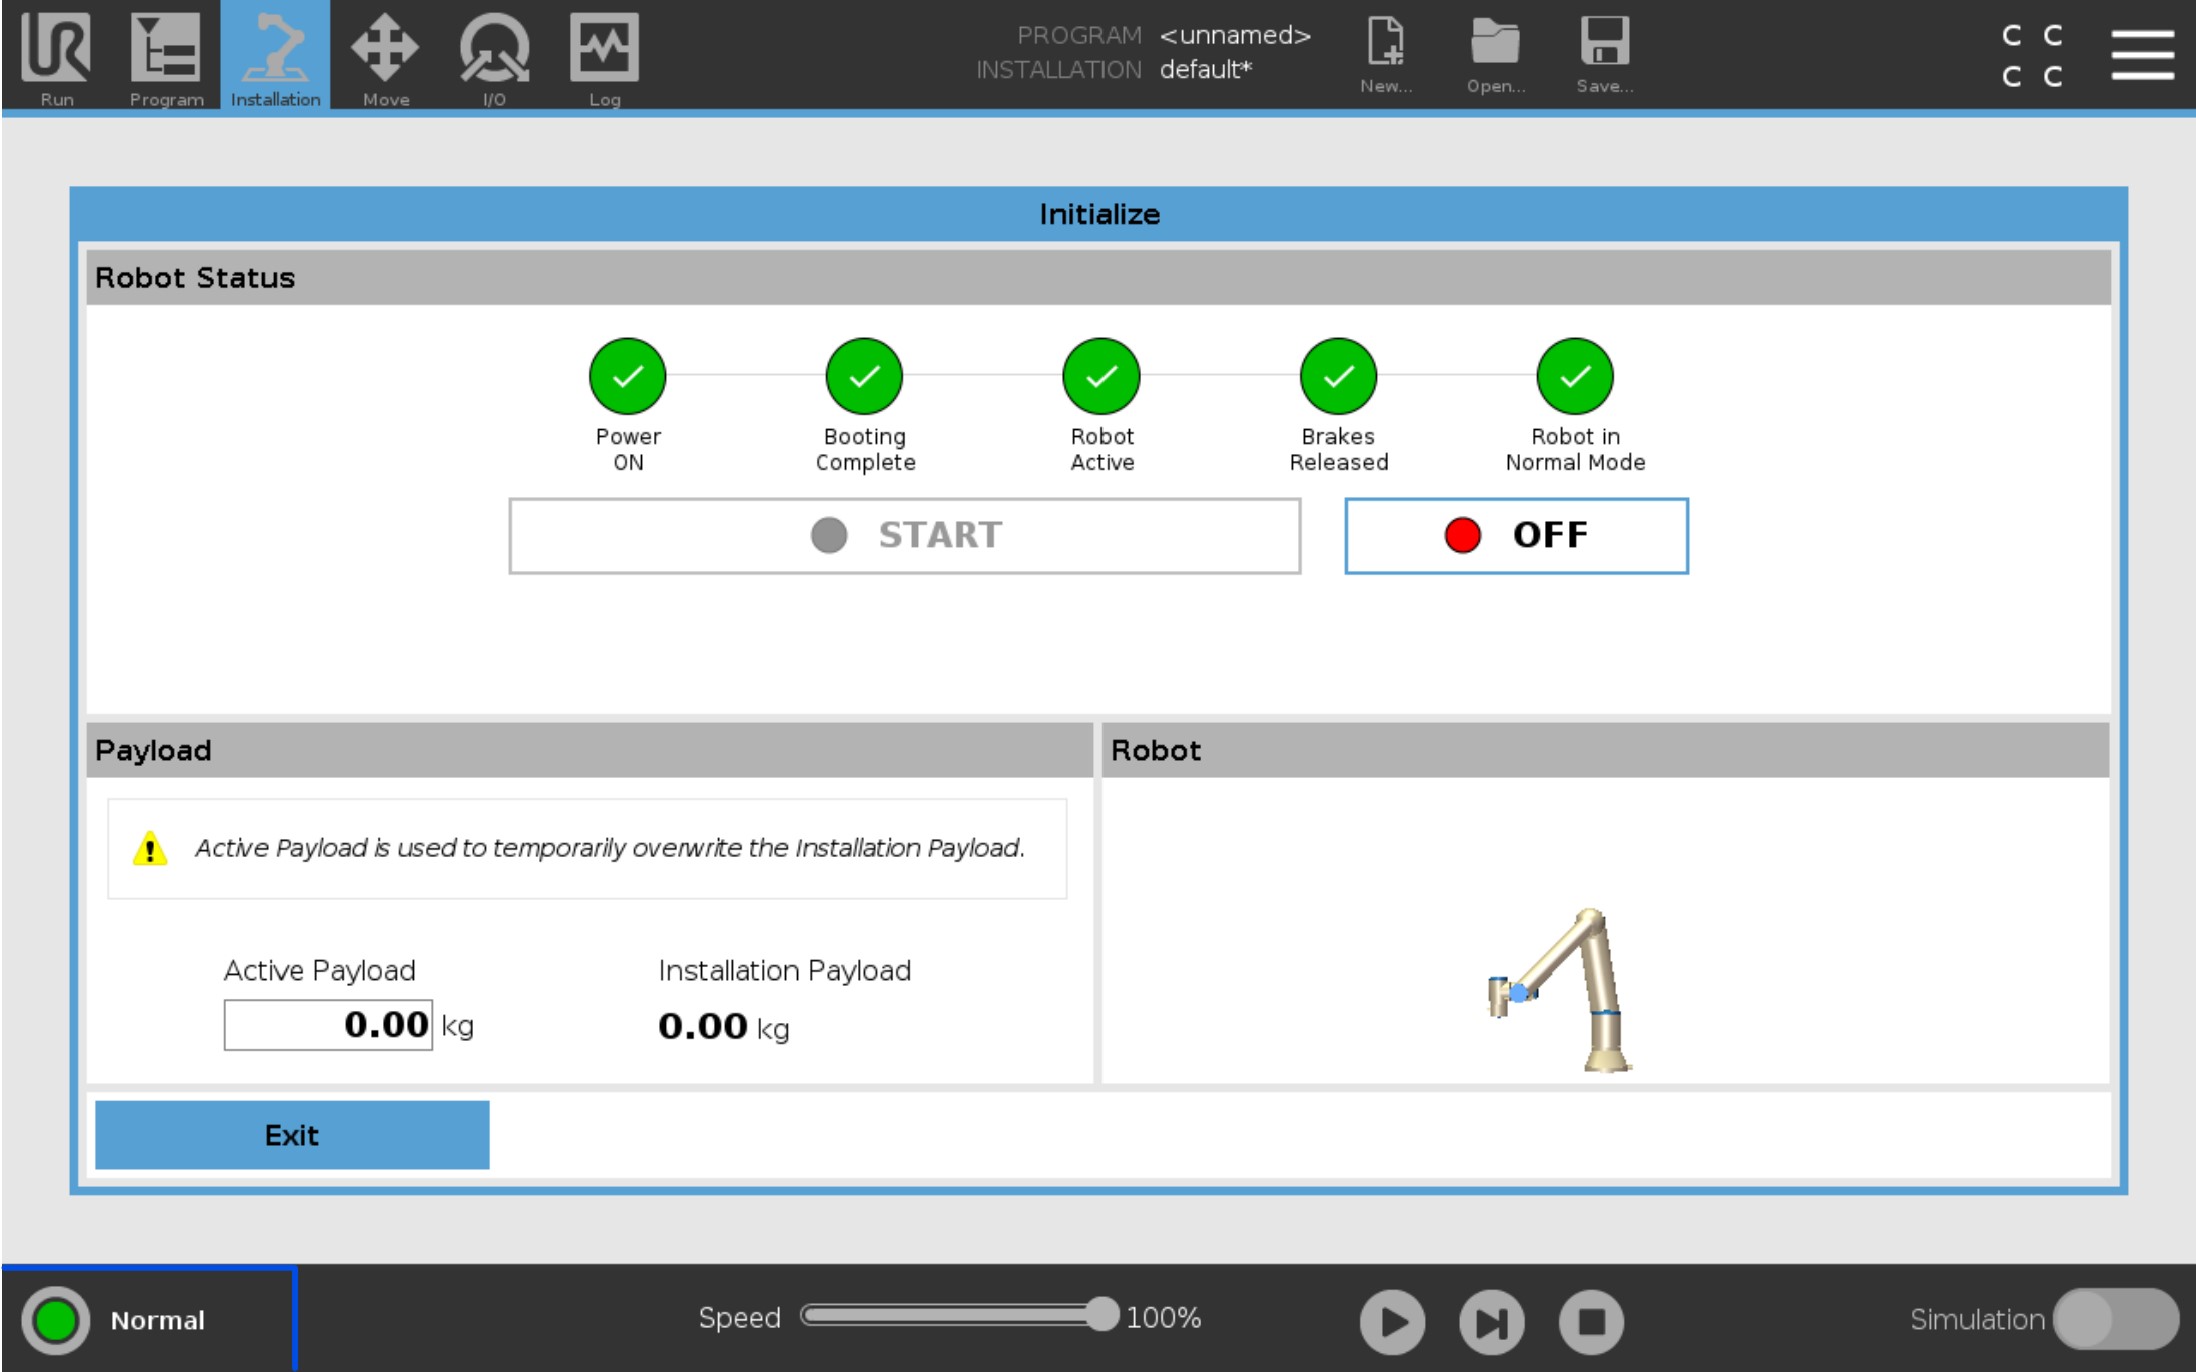 Run
Program
Installation
Move
I/O
Log
PROGRAM <unnamed>
INSTALLATION default*
New...
Open...
Save...
C C
C C
Initialize
Robot Status
Power
ON
Booting
Complete
Robot
Active
Brakes
Released
Robot in
Normal Mode
START
OFF
Payload
Robot
Active Payload is used to temporarily overwrite the Installation Payload.
Active Payload
0.00 kg
Installation Payload
0.00 kg
Exit
Normal
Speed 100%
Simulation